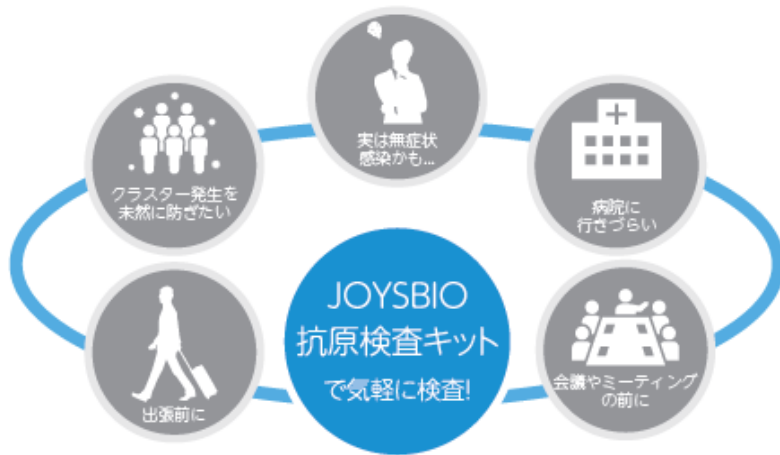 実は無症状
感染かも...
クラスター発生を
未然に防ぎたい
病院に
行きづらい
JOYSBIO
抗原検査キット
で気軽に検査!
出張前に
会議やミーティング
の前に